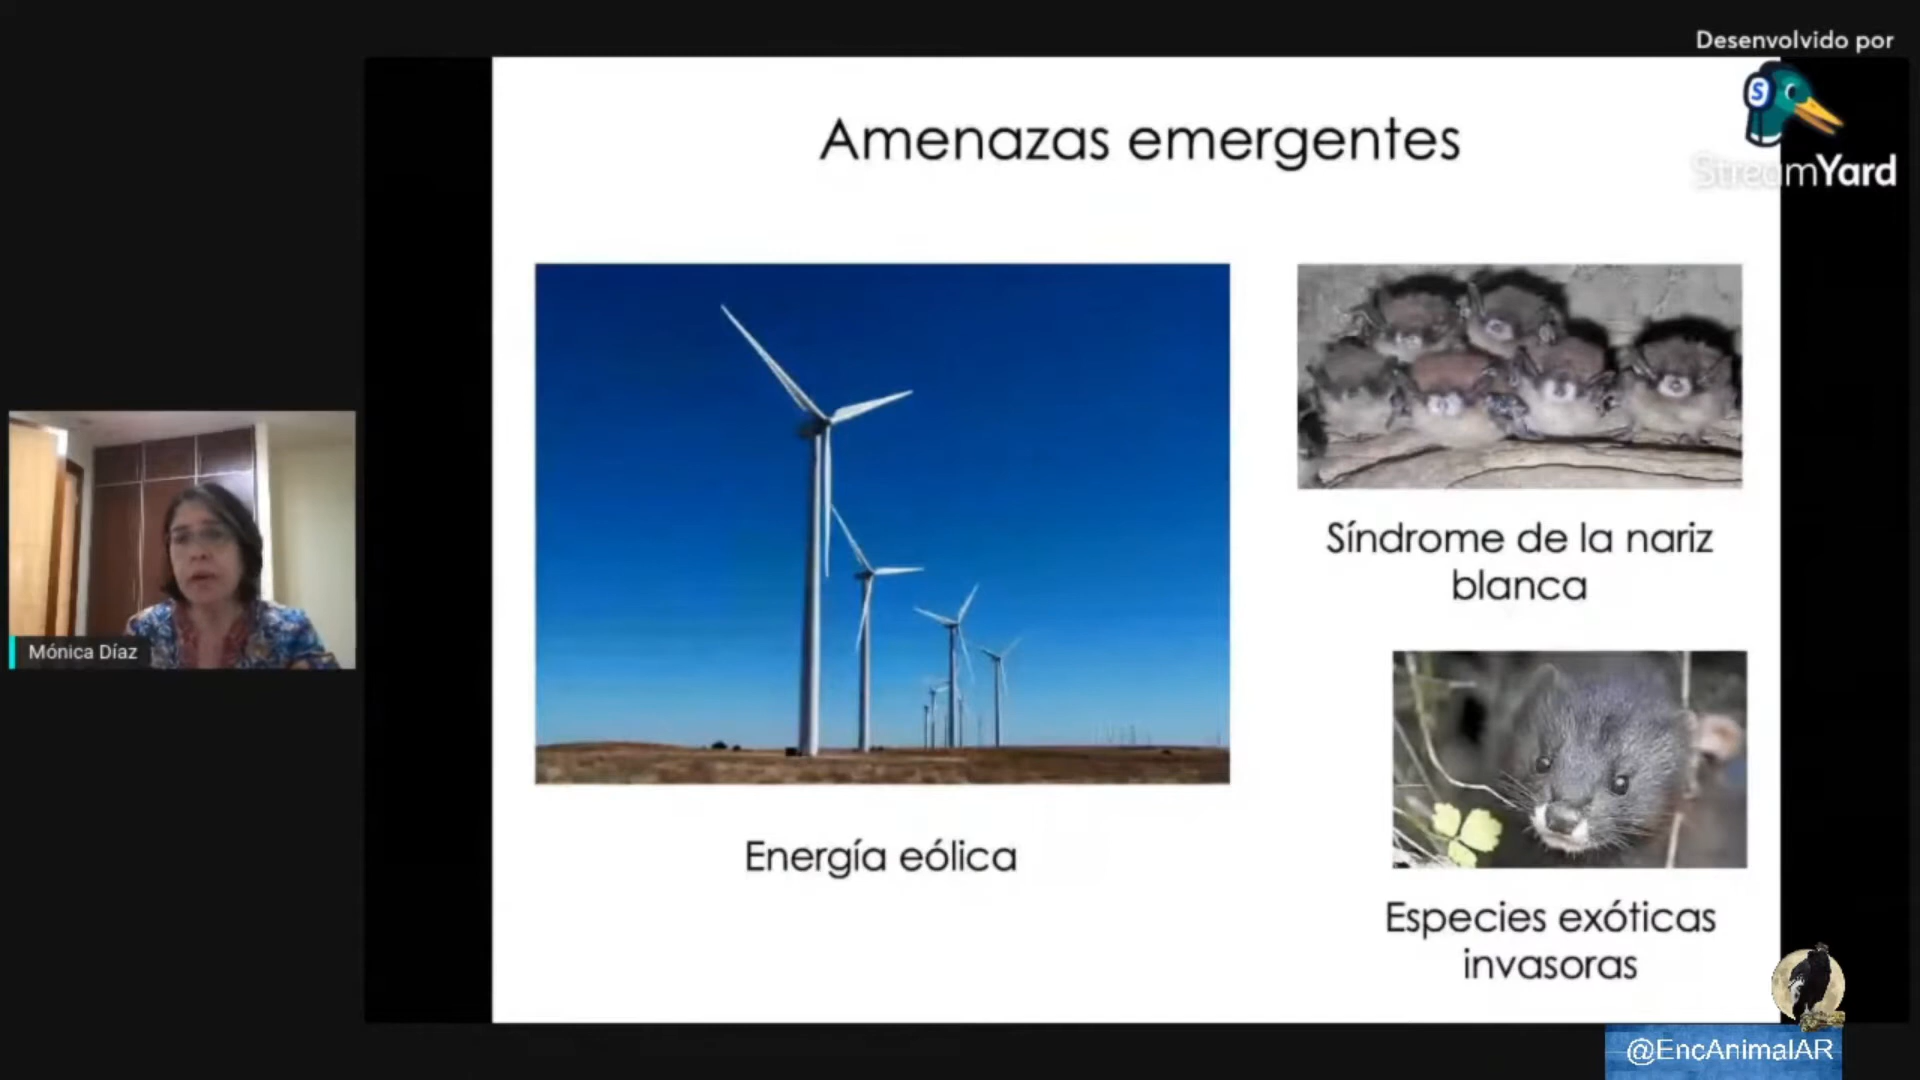 Desenvolvido por
S
StreamYard
Amenazas emergentes
Síndrome de la nariz
blanca
Mónica Díaz
Energía eólica
Especies exóticas
invasoras
@EncAnimalAR